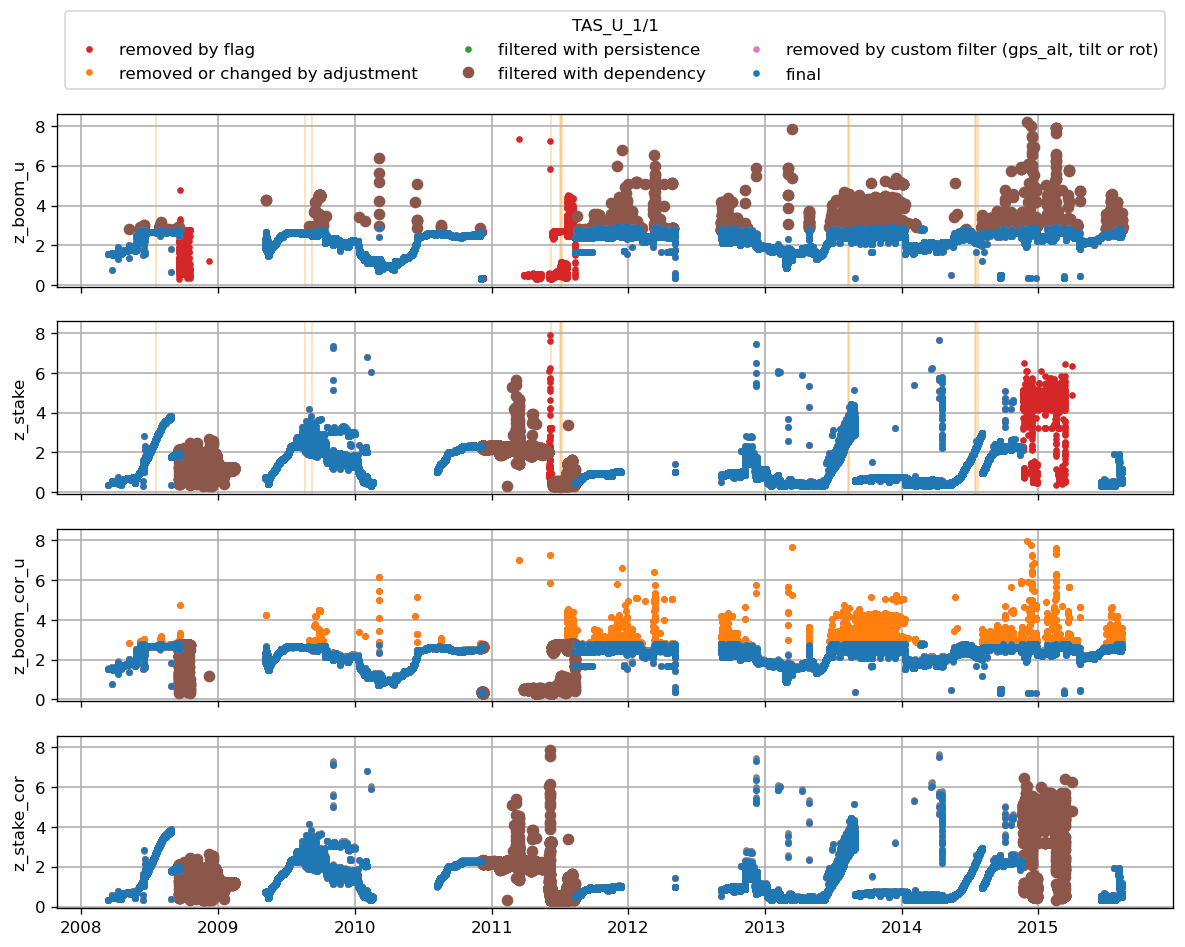 TAS_U_1/1
removed by flag
removed or changed by adjustment
filtered with persistence
filtered with dependency
removed by custom filter (gps_alt, tilt or rot)
final
z_boom_u
8
6
4
2
0
z_stake
8
6
4
2
0
z_boom_cor_u
8
6
4
2
0
z_stake_cor
8
6
4
2
0
2008 2009 2010 2011 2012 2013 2014 2015